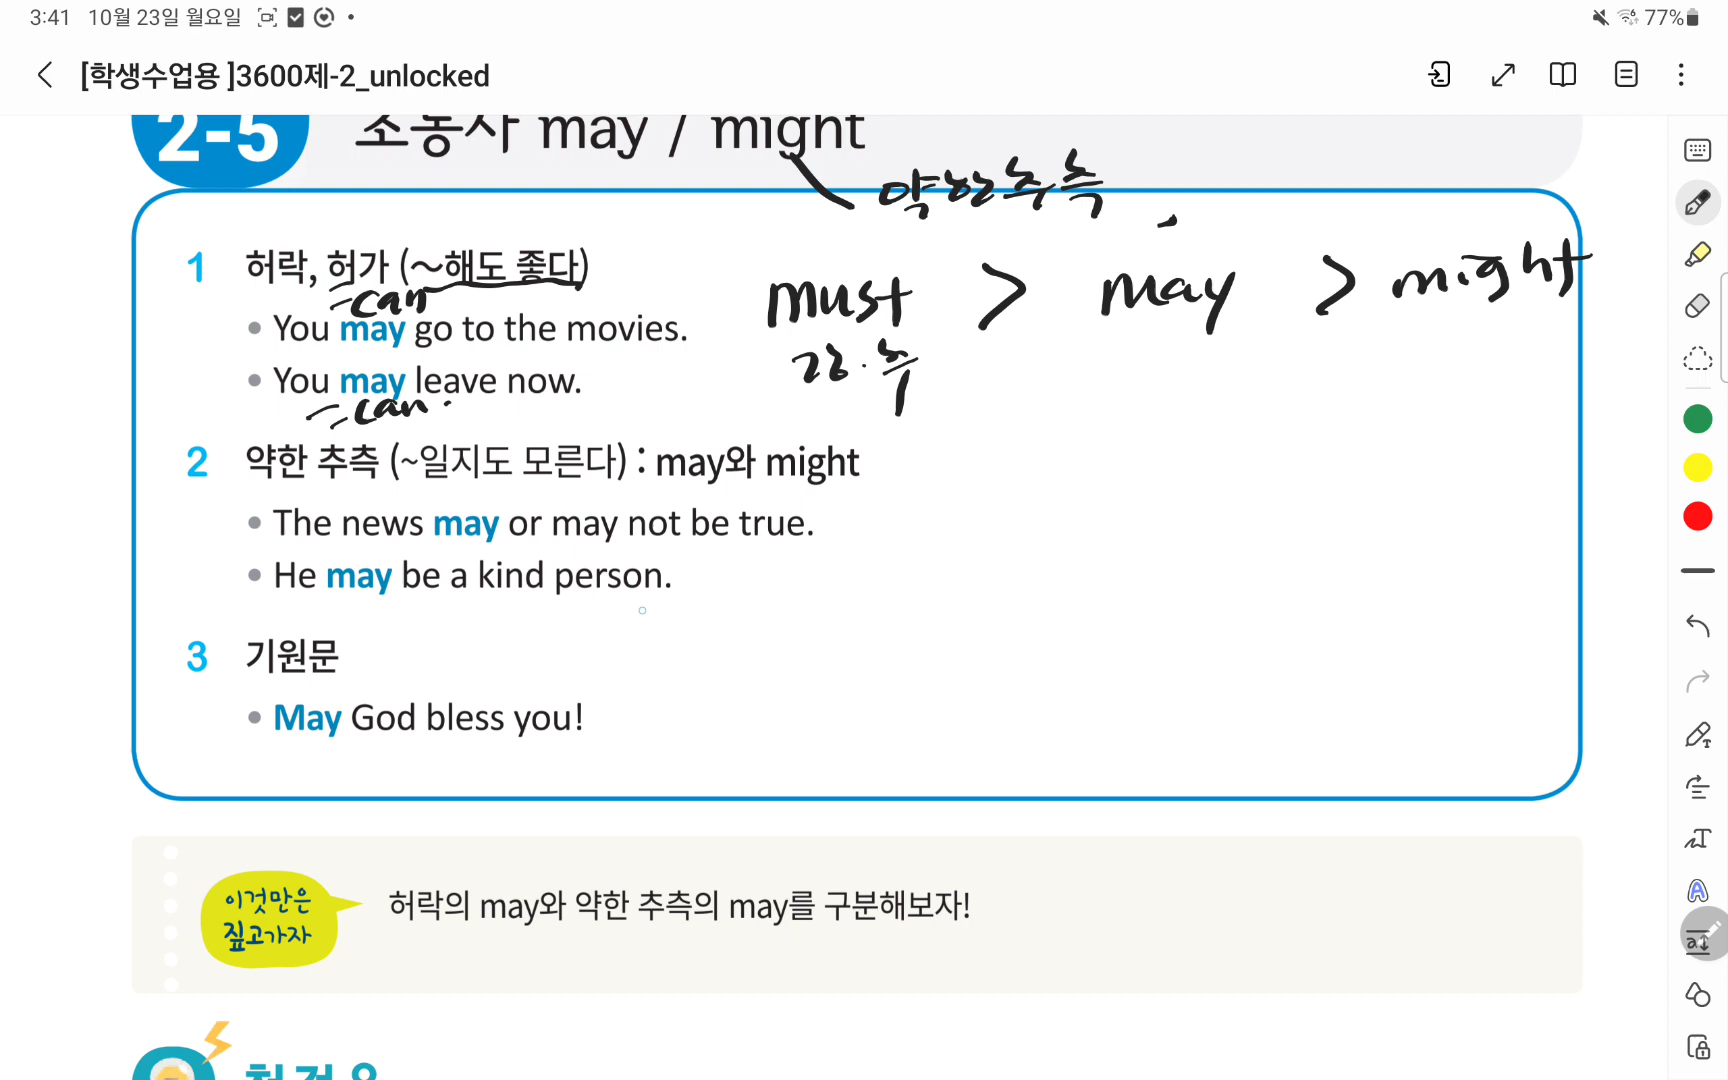 3:41 10월 23일 월요일
77%
[학생수업용 ]3600제-2_unlocked
2-5 조동사 may / might
약한추측
1 허락, 허가 (~해도 좋다)
must > may > might
=can
• You may go to the movies.
강·추
• You may leave now.
=can
2 약한 추측 (~일지도 모른다) : may와 might
• The news may or may not be true.
• He may be a kind person.
3 기원문
• May God bless you!
이것만은
짚고가자
허락의 may와 약한 추측의 may를 구분해보자!